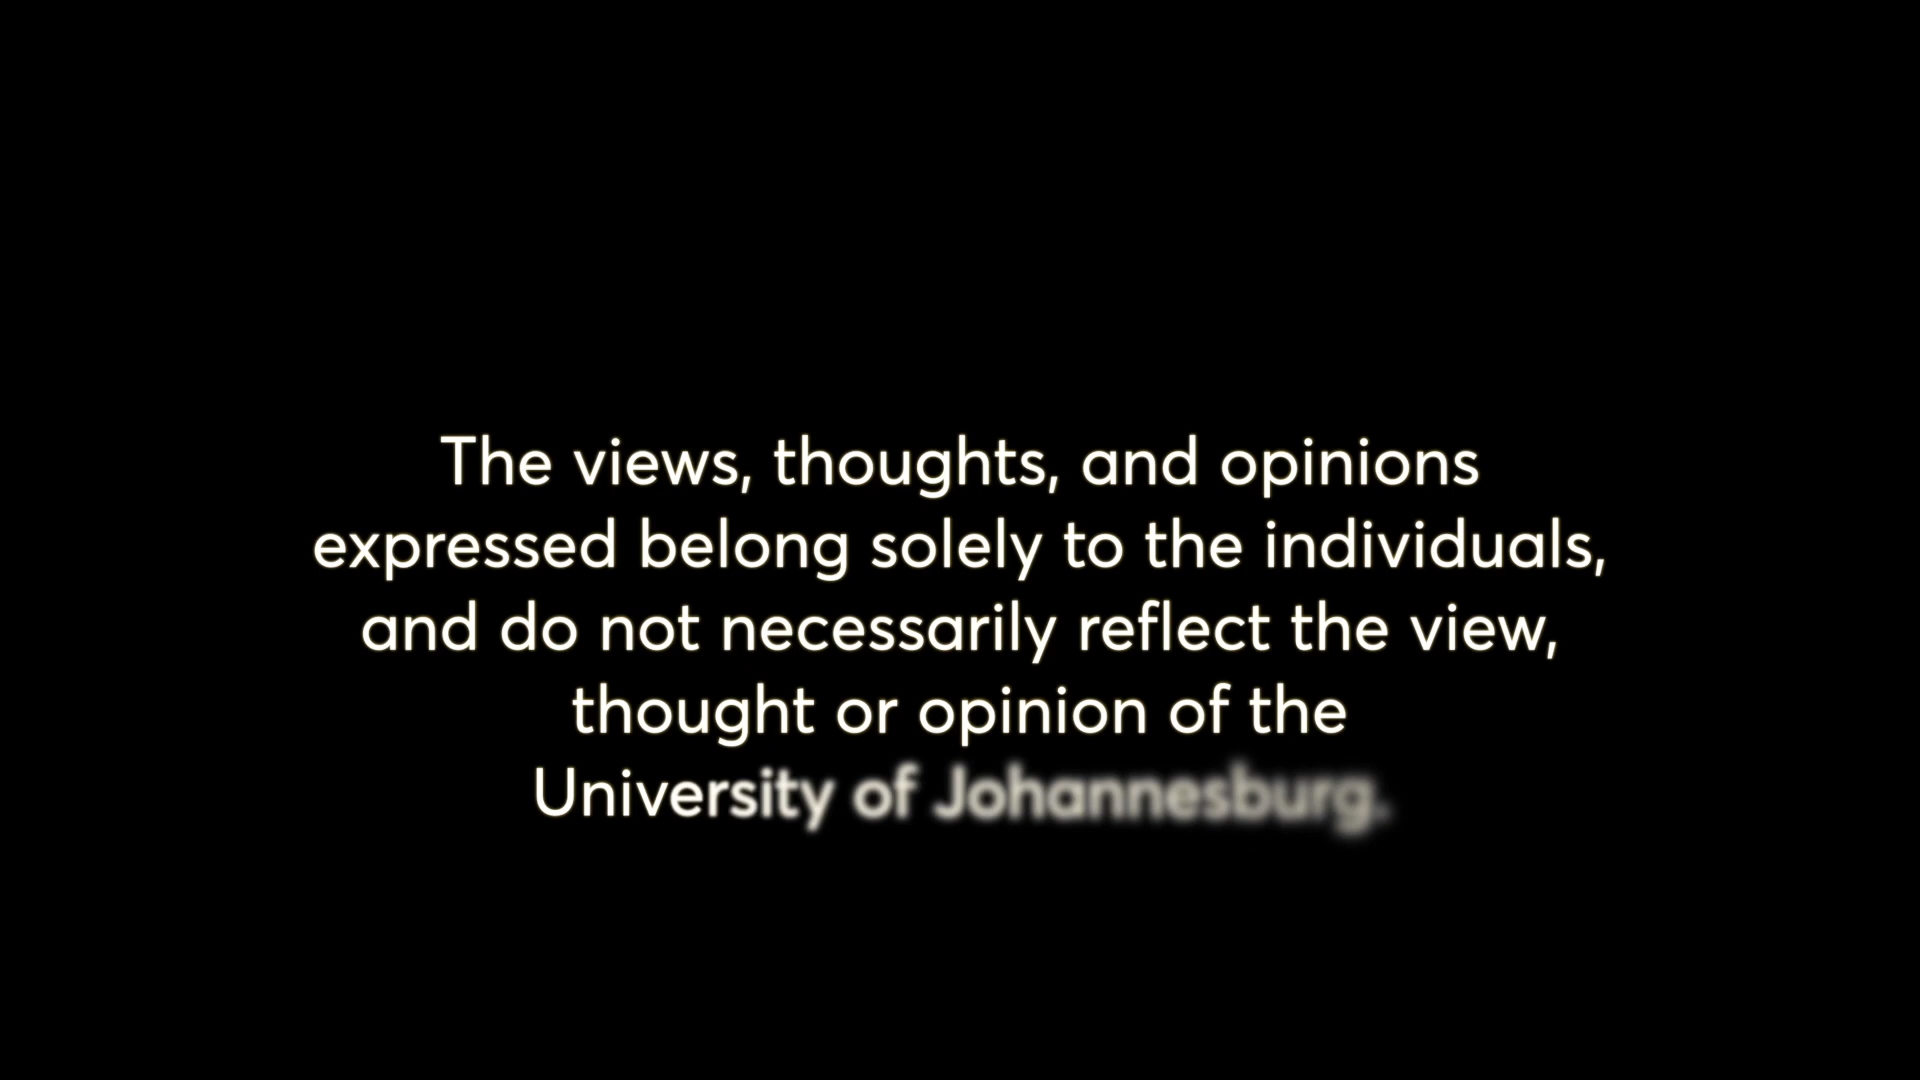 The views, thoughts, and opinions
expressed belong solely to the individuals,
and do not necessarily reflect the view,
thought or opinion of the
University of Johannesburg.